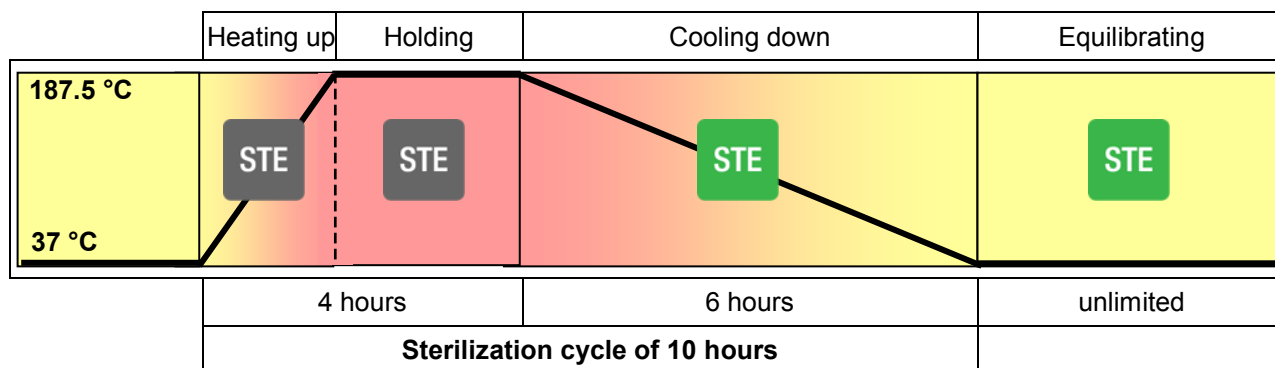 Heating up Holding Cooling down Equilibrating
187.5 °C
STE STE STE STE
37 °C
4 hours 6 hours unlimited
Sterilization cycle of 10 hours